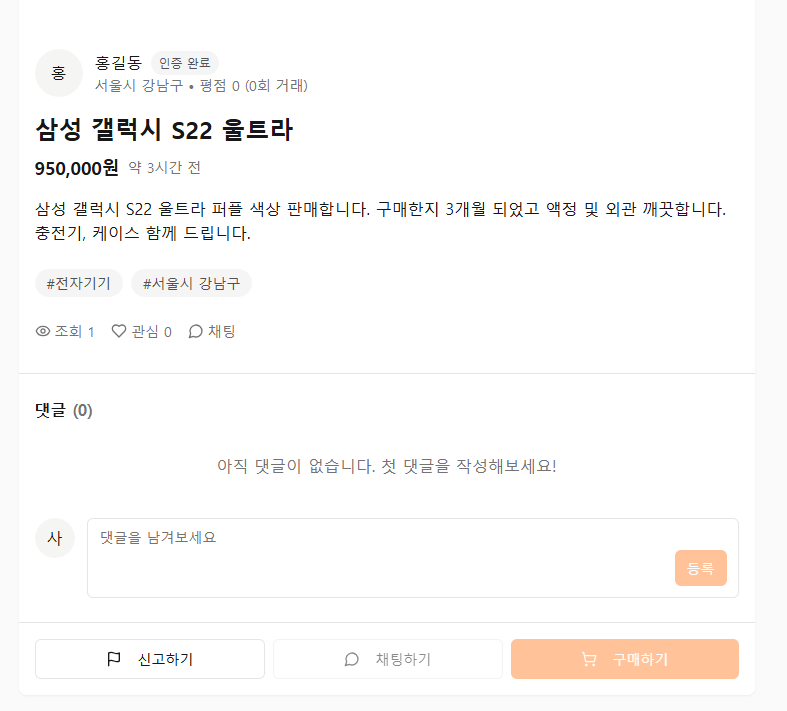 홍
홍길동 인증 완료
서울시 강남구 • 평점 0 (0회 거래)
삼성 갤럭시 S22 울트라
950,000원 약 3시간 전
삼성 갤럭시 S22 울트라 퍼플 색상 판매합니다. 구매한지 3개월 되었고 액정 및 외관 깨끗합니다.
충전기, 케이스 함께 드립니다.
#전자기기 #서울시 강남구
조회 1 관심 0 채팅
댓글 (0)
아직 댓글이 없습니다. 첫 댓글을 작성해보세요!
사
댓글을 남겨보세요
등록
신고하기 채팅하기 구매하기